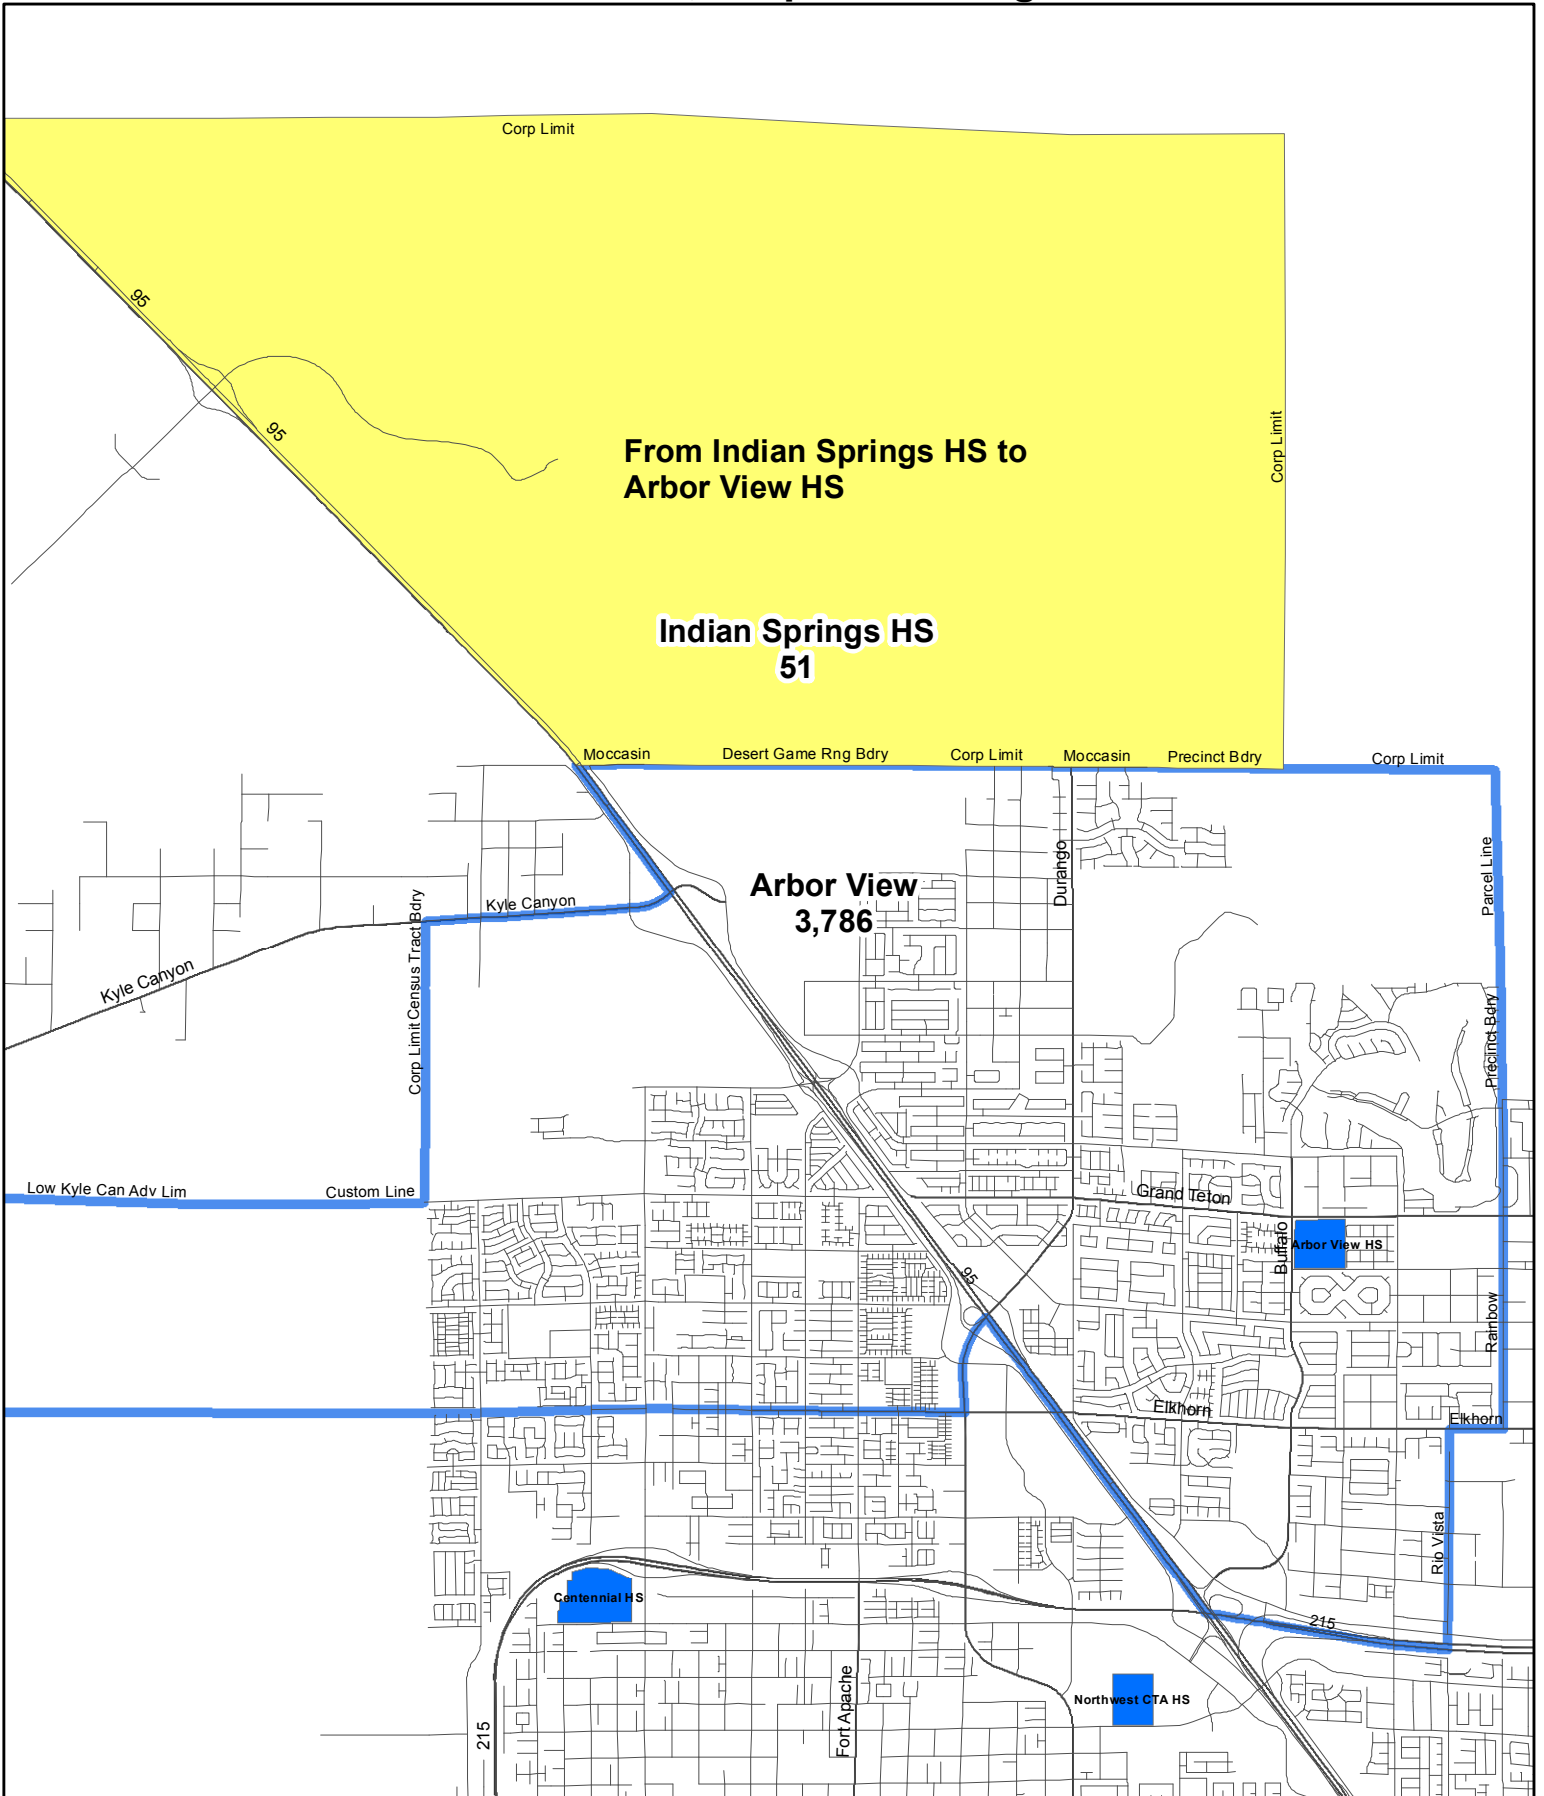 Corp Limit
95
95
Corp Limit
From Indian Springs HS to
Arbor View HS
Indian Springs HS
51
Moccasin
Desert Game Rng Bdry
Corp Limit
Moccasin
Precinct Bdry
Corp Limit
Durango
Parcel Line
Arbor View
3,786
Kyle Canyon
Kyle Canyon
Corp Limit
Census Tract Bdry
Precinct Bdry
Low Kyle Can Adv Lim
Custom Line
Grand Teton
Buffalo
Arbor View HS
95
Rainbow
Elkhorn
Elkhorn
Rio Vista
Centennial HS
215
Fort Apache
Northwest CTA HS
215